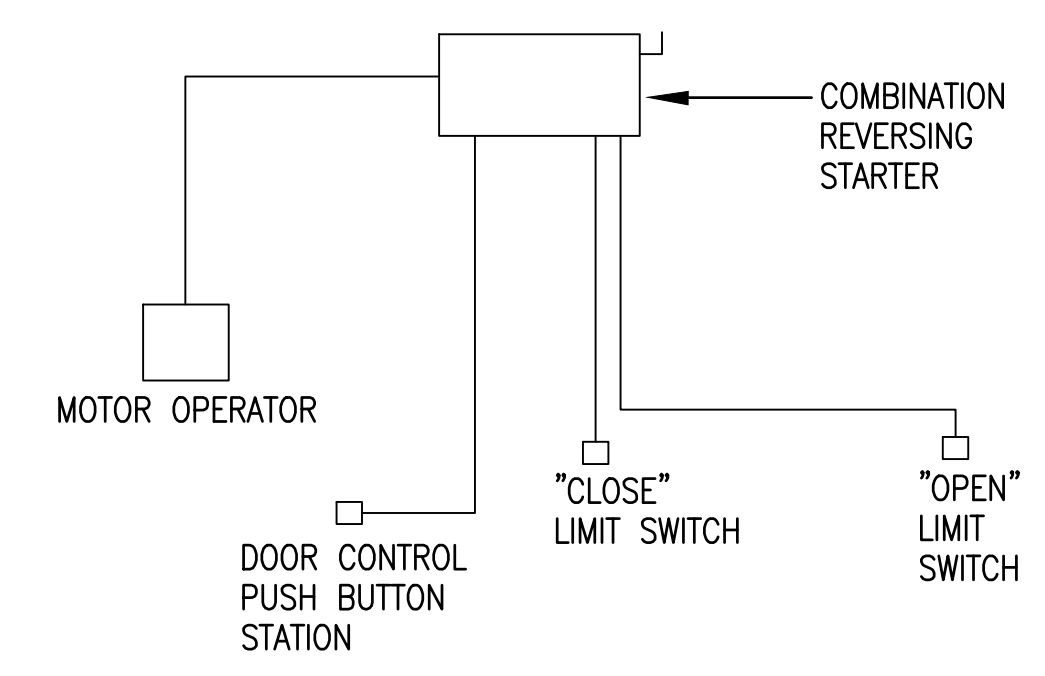 COMBINATION
REVERSING
STARTER
MOTOR OPERATOR
"CLOSE"
LIMIT SWITCH
"OPEN"
LIMIT
SWITCH
DOOR CONTROL
PUSH BUTTON
STATION